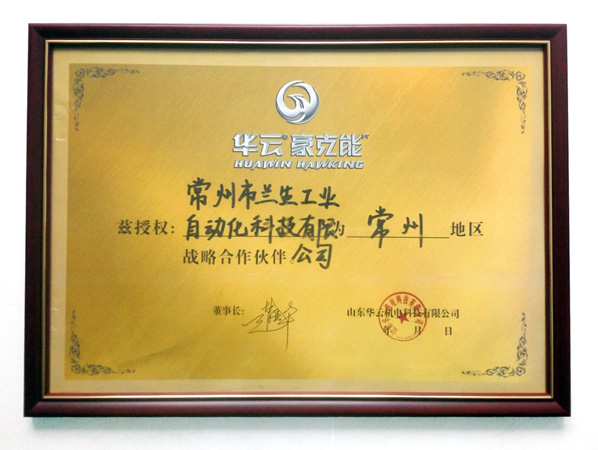 华云® 豪克能™
HUAWIN HAWKING
常州市兰生工业
兹授权: 自动化科技有限为 常州 地区
战略合作伙伴。公司
董事长:
山东华云机电科技有限公司
年 月 日